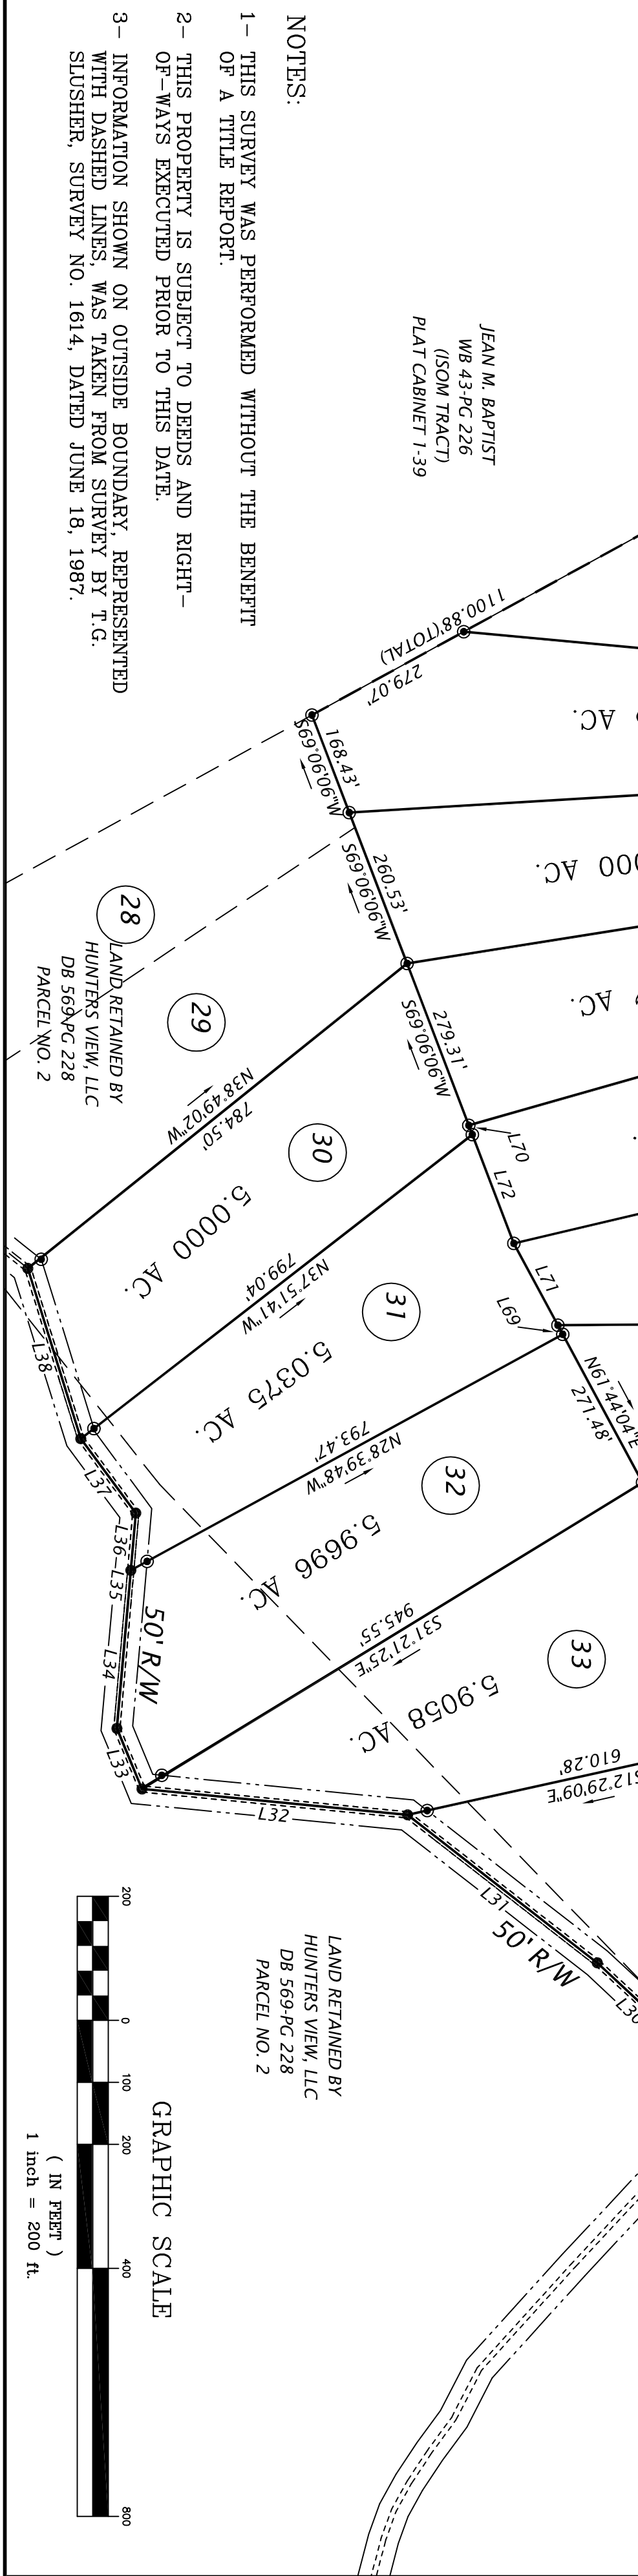 NOTES:
1- THIS SURVEY WAS PERFORMED WITHOUT THE BENEFIT
OF A TITLE REPORT.
2- THIS PROPERTY IS SUBJECT TO DEEDS AND RIGHT-
OF-WAYS EXECUTED PRIOR TO THIS DATE.
3- INFORMATION SHOWN ON OUTSIDE BOUNDARY, REPRESENTED
WITH DASHED LINES, WAS TAKEN FROM SURVEY BY T.G.
SLUSHER, SURVEY NO. 1614, DATED JUNE 18, 1987.
JEAN M. BAPTIST
WB 43-PG 226
(ISOM TRACT)
PLAT CABINET 1-39
1100.88'(TOTAL)
279.07'
168.43'
S69°06'06"W
260.53'
S69°06'06"W
279.31'
S69°06'06"W
L70
L72
L71
L69
N61°44'04"E
271.48'
AC.
000 AC.
AC.
28
LAND RETAINED BY
HUNTERS VIEW, LLC
DB 569-PG 228
PARCEL NO. 2
29
N38°49'02"W
784.50'
30
5.0000 AC.
N37°51'41"W
799.04'
31
5.0375 AC.
N28°39'48"W
793.47'
32
5.9696 AC.
S31°21'25"E
945.55'
33
5.9058 AC.
S12°29'09"E
610.28'
L38
L37
L36
L35
L34
L33
50' R/W
L32
L31
50' R/W
L30
LAND RETAINED BY
HUNTERS VIEW, LLC
DB 569-PG 228
PARCEL NO. 2
GRAPHIC SCALE
200 0 100 200 400 800
( IN FEET )
1 inch = 200 ft.